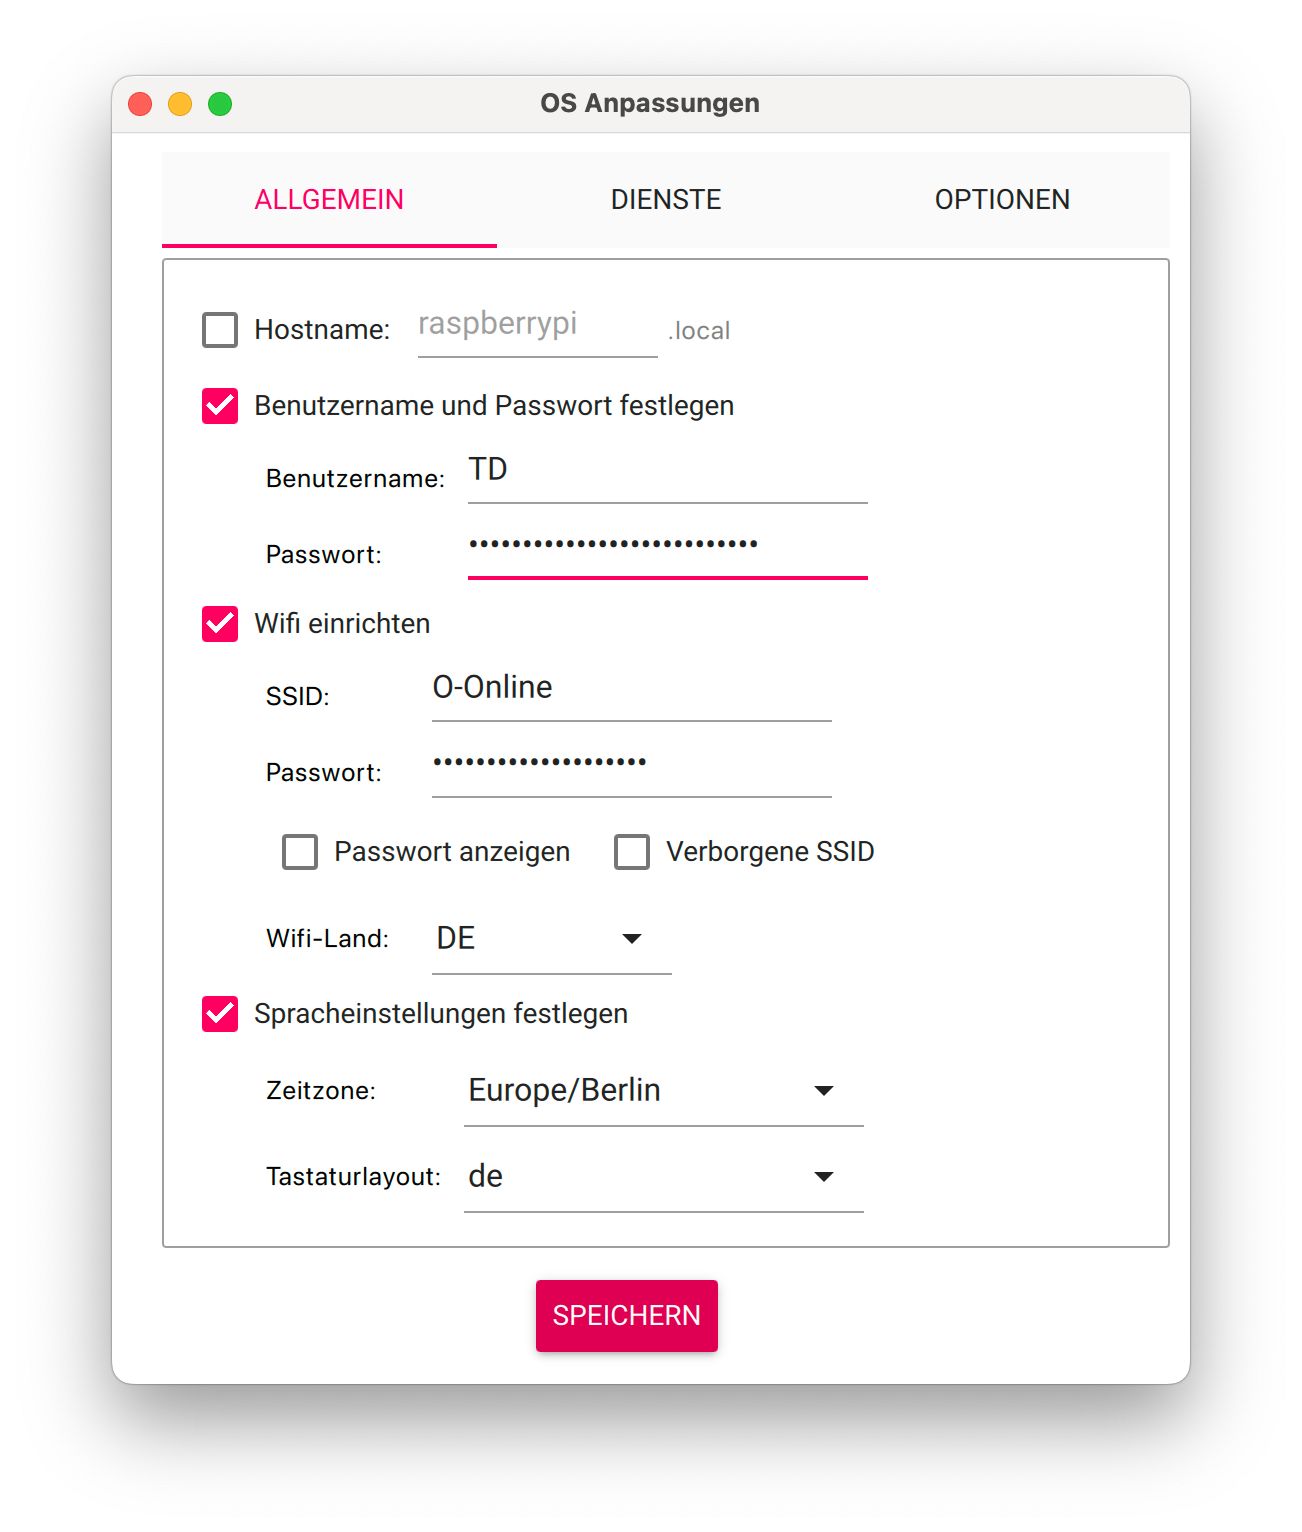 OS Anpassungen
ALLGEMEIN DIENSTE OPTIONEN
Hostname: raspberrypi .local
Benutzername und Passwort festlegen
Benutzername: TD
Passwort: •••••••••••••••••••••••••••
Wifi einrichten
SSID: O-Online
Passwort: ••••••••••••••••••••
Passwort anzeigen Verborgene SSID
Wifi-Land: DE
Spracheinstellungen festlegen
Zeitzone: Europe/Berlin
Tastaturlayout: de
SPEICHERN